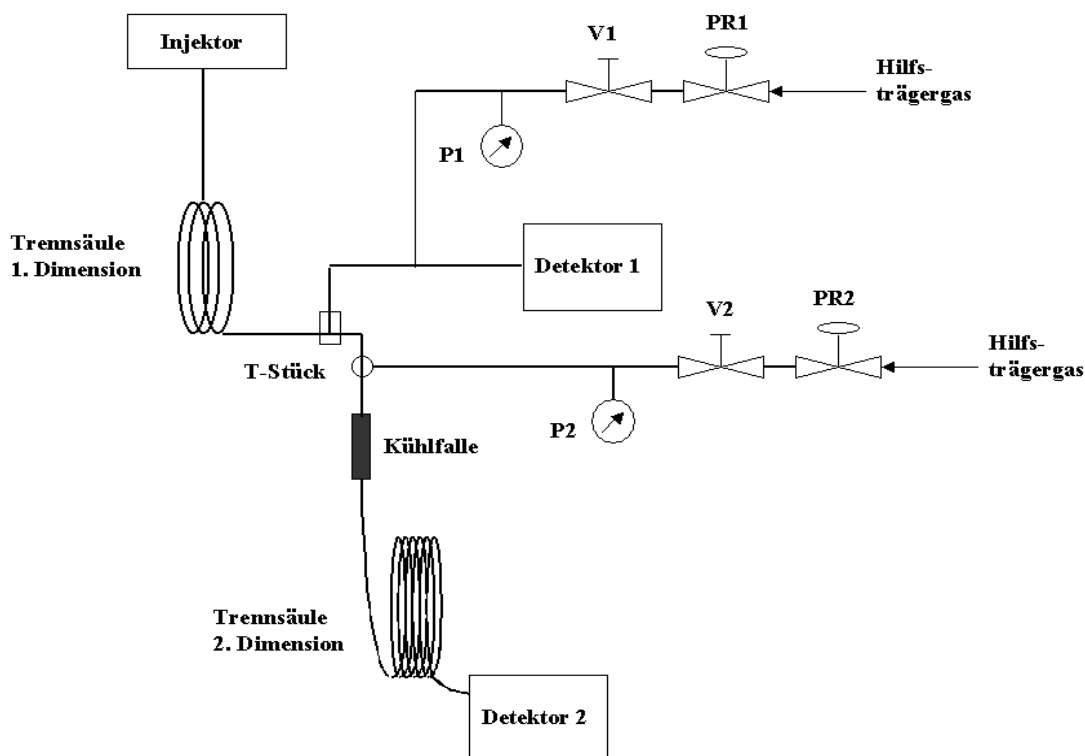 Injektor
V1
PR1
Hilfs-
trägergas
P1
Trennsäule
1. Dimension
Detektor 1
V2
PR2
T-Stück
Hilfs-
trägergas
P2
Kühlfalle
Trennsäule
2. Dimension
Detektor 2